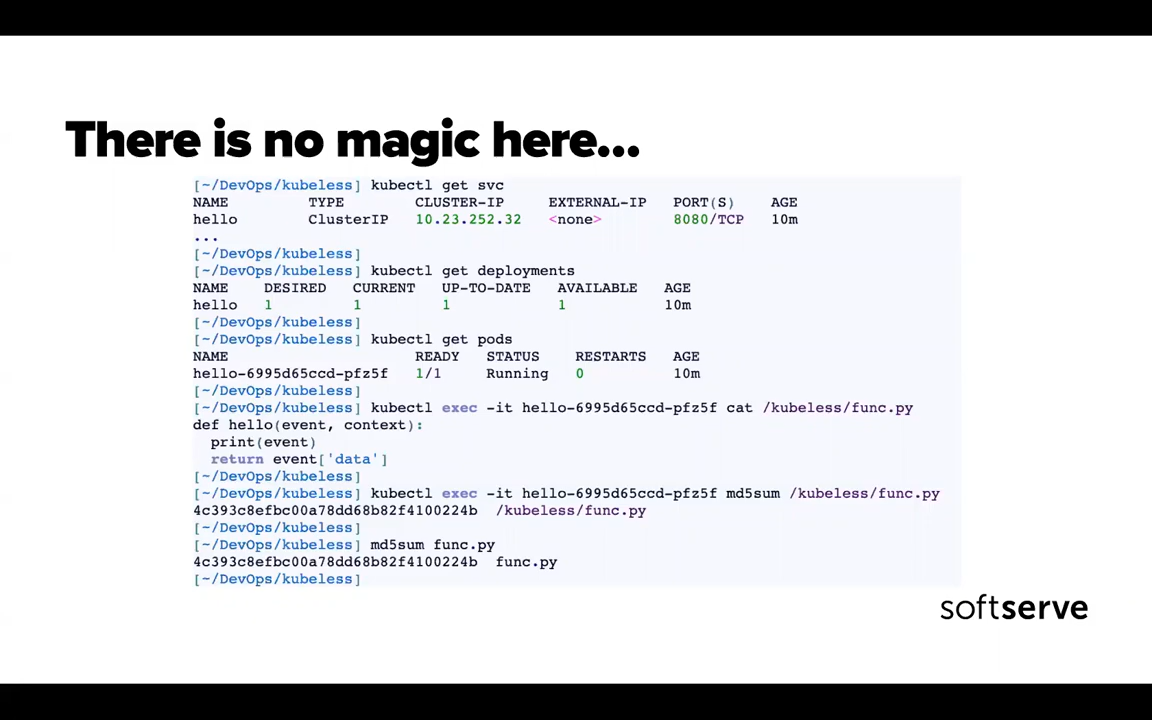 There is no magic here...
[~/DevOps/kubeless] kubectl get svc
NAME TYPE CLUSTER-IP EXTERNAL-IP PORT(S) AGE
hello ClusterIP 10.23.252.32 <none> 8080/TCP 10m
...
[~/DevOps/kubeless]
[~/DevOps/kubeless] kubectl get deployments
NAME DESIRED CURRENT UP-TO-DATE AVAILABLE AGE
hello 1 1 1 1 10m
[~/DevOps/kubeless]
[~/DevOps/kubeless] kubectl get pods
NAME READY STATUS RESTARTS AGE
hello-6995d65ccd-pfz5f 1/1 Running 0 10m
[~/DevOps/kubeless]
[~/DevOps/kubeless] kubectl exec -it hello-6995d65ccd-pfz5f cat /kubeless/func.py
def hello(event, context):
print(event)
return event['data']
[~/DevOps/kubeless]
[~/DevOps/kubeless] kubectl exec -it hello-6995d65ccd-pfz5f md5sum /kubeless/func.py
4c393c8efbc00a78dd68b82f4100224b /kubeless/func.py
[~/DevOps/kubeless]
[~/DevOps/kubeless] md5sum func.py
4c393c8efbc00a78dd68b82f4100224b func.py
[~/DevOps/kubeless]
softserve